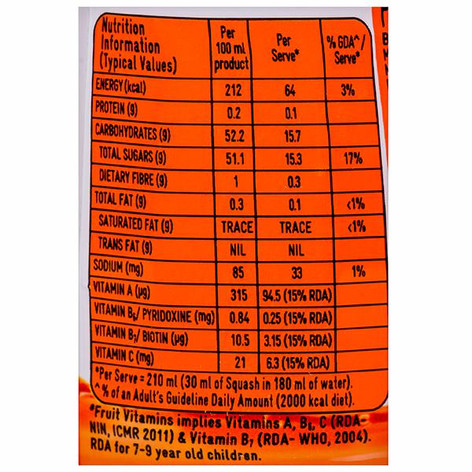 Nutrition Information (Typical Values) Per 100 ml product Per Serve* % GDA^/ Serve*
ENERGY (kcal) 212 64 3%
PROTEIN (g) 0.2 0.1
CARBOHYDRATES (g) 52.2 15.7
TOTAL SUGARS (g) 51.1 15.3 17%
DIETARY FIBRE (g) 1 0.3
TOTAL FAT (g) 0.3 0.1 <1%
SATURATED FAT (g) TRACE TRACE <1%
TRANS FAT (g) NIL NIL
SODIUM (mg) 85 33 1%
VITAMIN A (µg) 315 94.5 (15% RDA)
VITAMIN B₆/ PYRIDOXINE (mg) 0.84 0.25 (15% RDA)
VITAMIN B₇/ BIOTIN (µg) 10.5 3.15 (15% RDA)
VITAMIN C (mg) 21 6.3 (15% RDA)
*Per Serve = 210 ml (30 ml of Squash in 180 ml of water).
^% of an Adult's Guideline Daily Amount (2000 kcal diet).
*Fruit Vitamins implies Vitamins A, B₆, C (RDA-
NIN, ICMR 2011) & Vitamin B₇ (RDA- WHO, 2004).
RDA for 7-9 year old children.